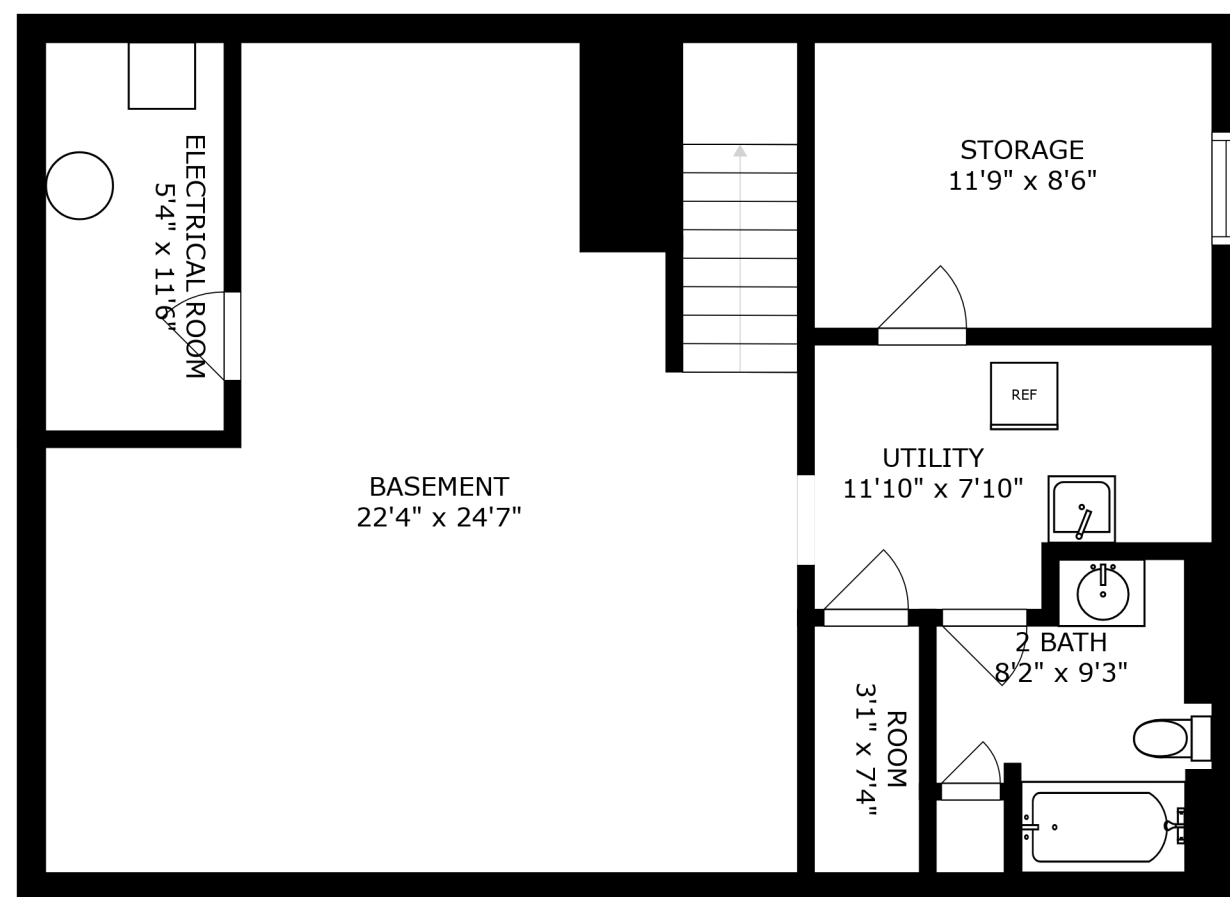 ELECTRICAL ROOM
5'4" x 11'6"
BASEMENT
22'4" x 24'7"
STORAGE
11'9" x 8'6"
REF
UTILITY
11'10" x 7'10"
2 BATH
8'2" x 9'3"
ROOM
3'1" x 7'4"